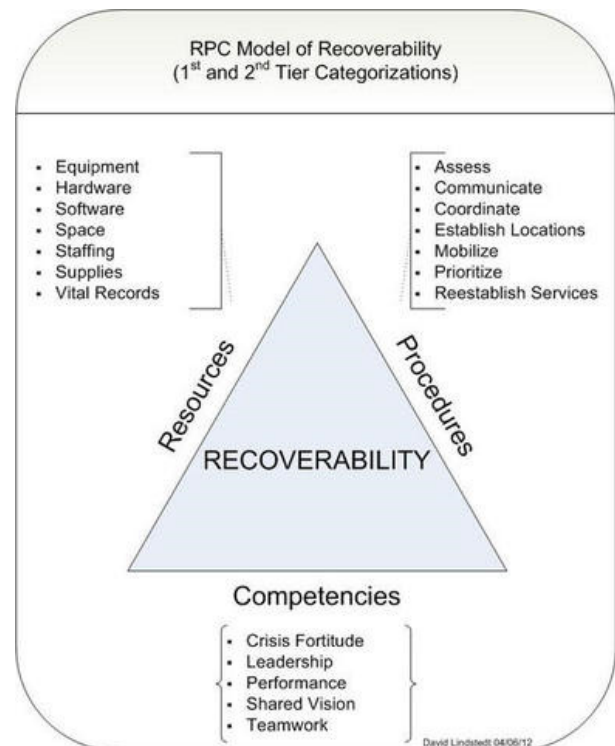 RPC Model of Recoverability
(1st and 2nd Tier Categorizations)
▪ Equipment
▪ Hardware
▪ Software
▪ Space
▪ Staffing
▪ Supplies
▪ Vital Records
▪ Assess
▪ Communicate
▪ Coordinate
▪ Establish Locations
▪ Mobilize
▪ Prioritize
▪ Reestablish Services
Resources
Procedures
RECOVERABILITY
Competencies
▪ Crisis Fortitude
▪ Leadership
▪ Performance
▪ Shared Vision
▪ Teamwork
David Lindstedt 04/06/12